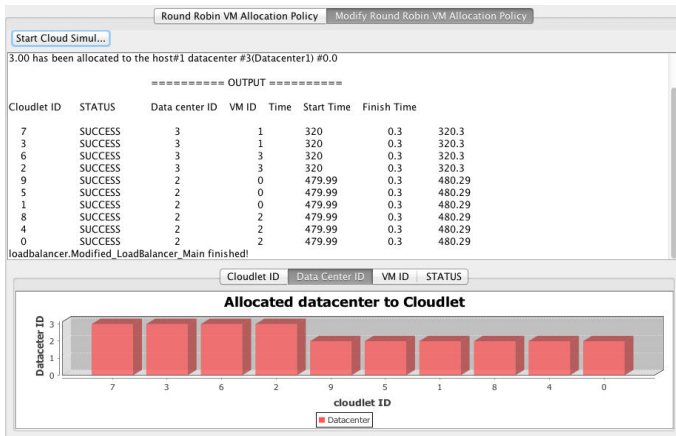 Round Robin VM Allocation Policy Modify Round Robin VM Allocation Policy
Start Cloud Simul...
3.00 has been allocated to the host#1 datacenter #3(Datacenter1) #0.0
========== OUTPUT ==========
Cloudlet ID STATUS Data center ID VM ID Time Start Time Finish Time
7 SUCCESS 3 1 320 0.3 320.3
3 SUCCESS 3 1 320 0.3 320.3
6 SUCCESS 3 3 320 0.3 320.3
2 SUCCESS 3 3 320 0.3 320.3
9 SUCCESS 2 0 479.99 0.3 480.29
5 SUCCESS 2 0 479.99 0.3 480.29
1 SUCCESS 2 0 479.99 0.3 480.29
8 SUCCESS 2 2 479.99 0.3 480.29
4 SUCCESS 2 2 479.99 0.3 480.29
0 SUCCESS 2 2 479.99 0.3 480.29
loadbalancer.Modified_LoadBalancer_Main finished!
Cloudlet ID Data Center ID VM ID STATUS
Allocated datacenter to Cloudlet
Dataceter ID
3
2
1
0
7 3 6 2 9 5 1 8 4 0
cloudlet ID
Datacenter